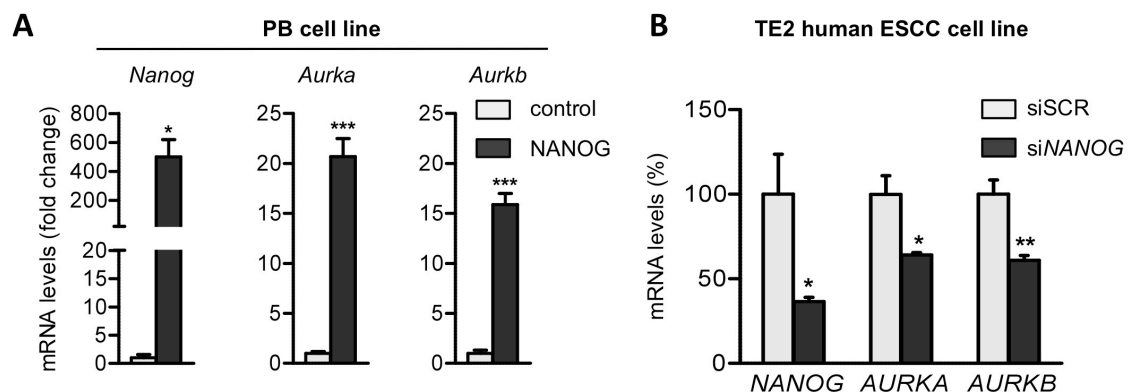 A
PB cell line
Nanog
Aurka
Aurkb
mRNA levels (fold change)
800
600
400
200
20
15
10
5
0
*
25
20
15
10
5
0
***
25
20
15
10
5
0
***
control
NANOG
B
TE2 human ESCC cell line
mRNA levels (%)
150
100
50
0
*
*
**
siSCR
siNANOG
NANOG AURKA AURKB